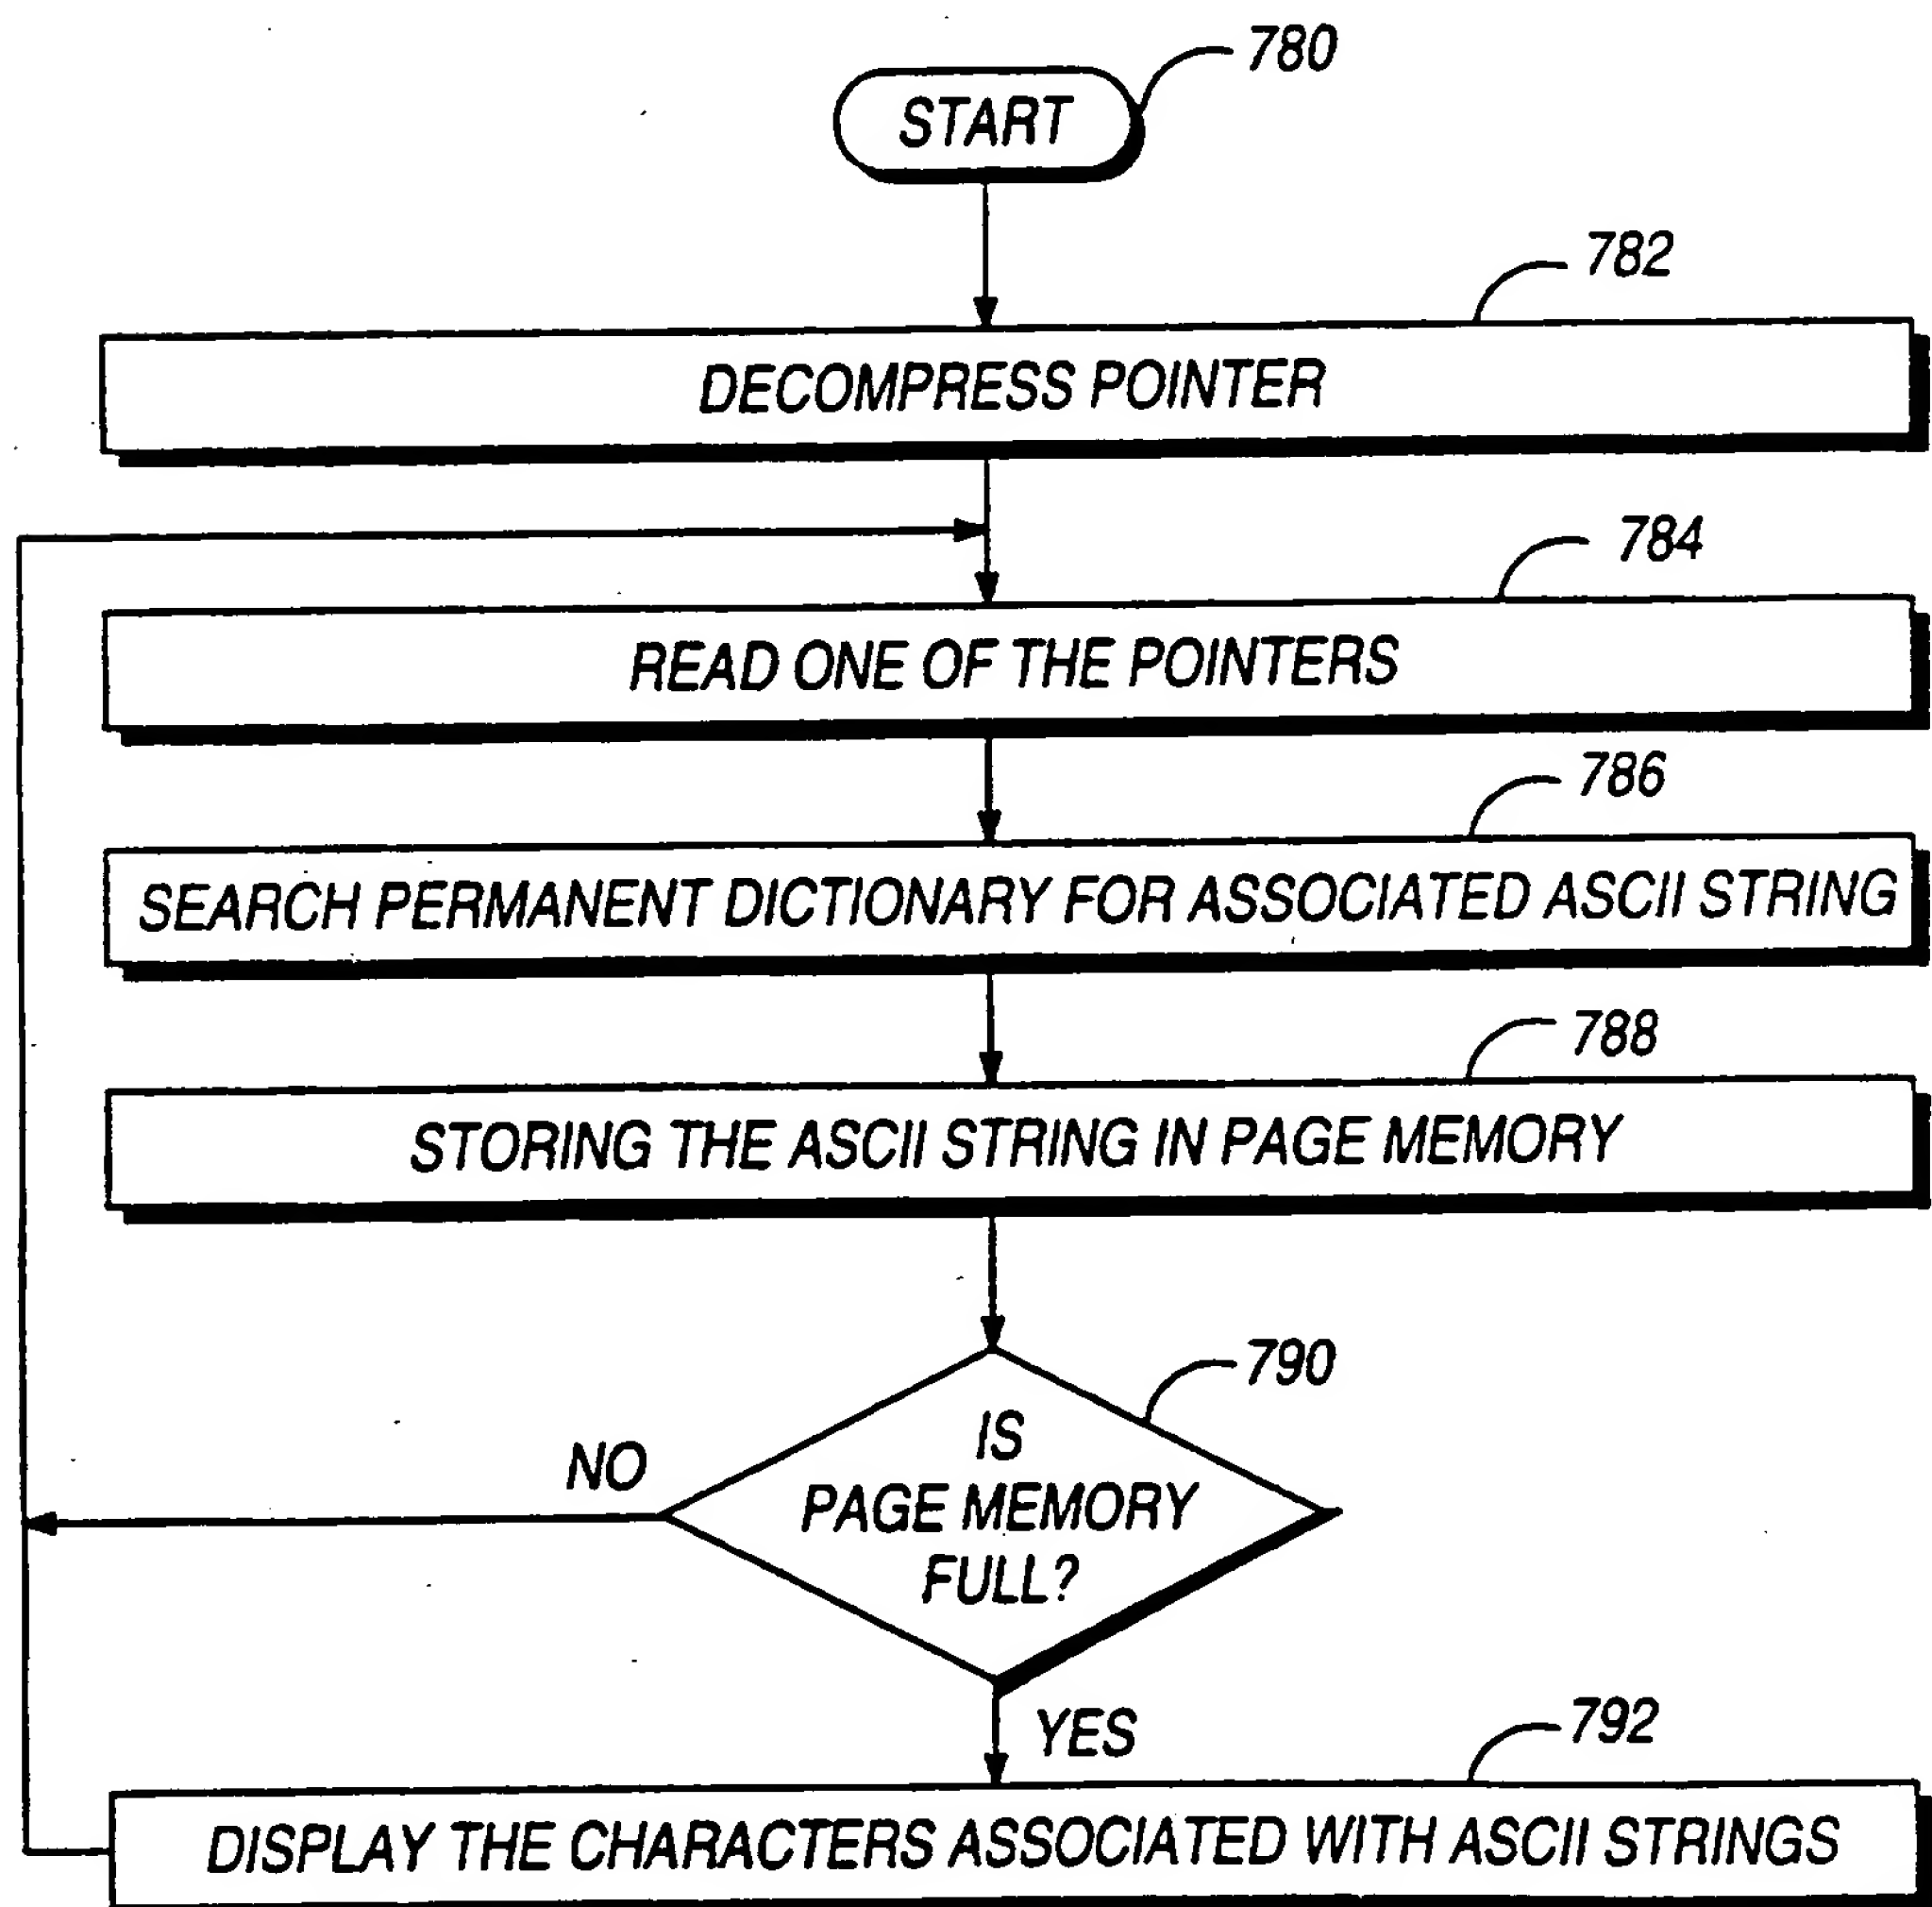 780
START
782
DECOMPRESS POINTER
784
READ ONE OF THE POINTERS
786
SEARCH PERMANENT DICTIONARY FOR ASSOCIATED ASCII STRING
788
STORING THE ASCII STRING IN PAGE MEMORY
790
IS
PAGE MEMORY
FULL?
NO
YES
792
DISPLAY THE CHARACTERS ASSOCIATED WITH ASCII STRINGS